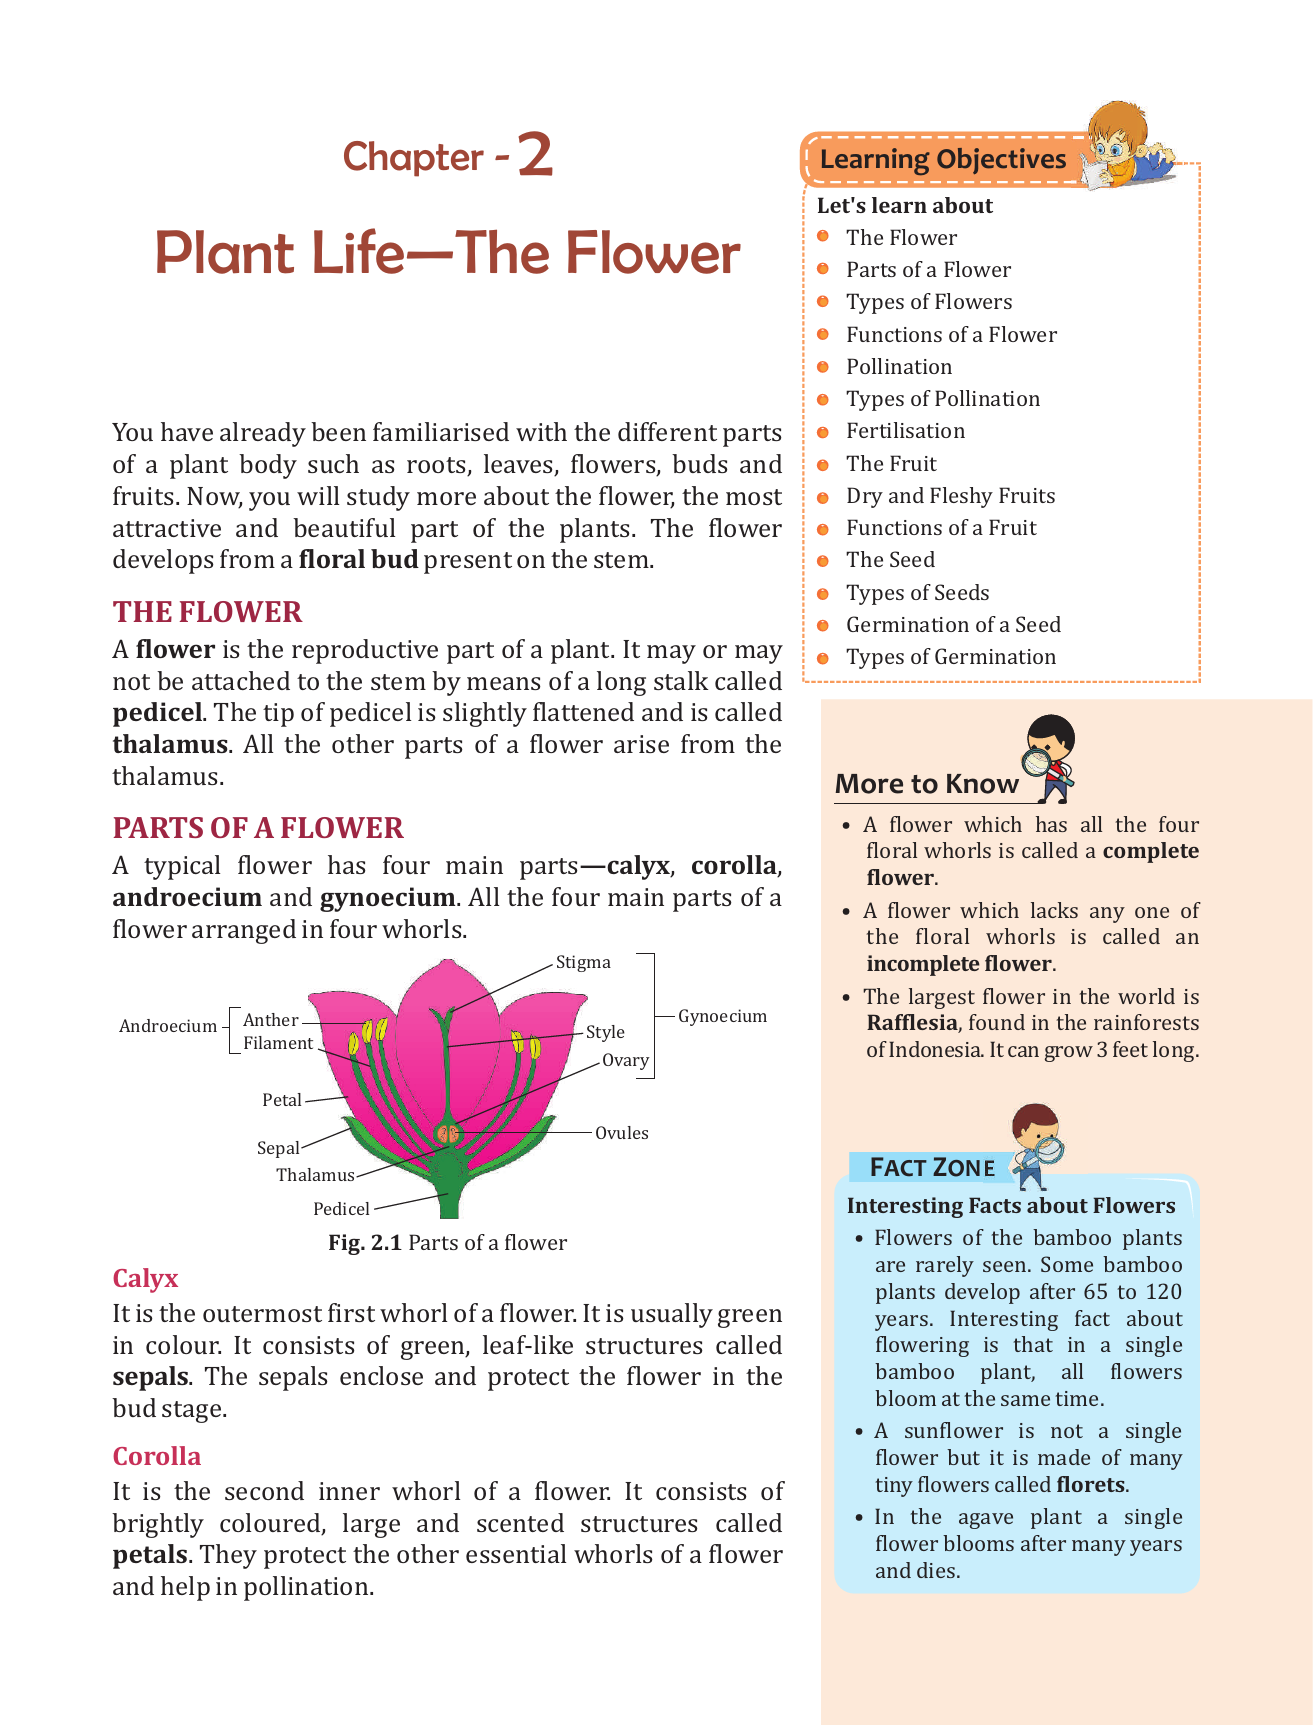 Chapter - 2
Plant Life—The Flower
You have already been familiarised with the different parts
of a plant body such as roots, leaves, flowers, buds and
fruits. Now, you will study more about the flower, the most
attractive and beautiful part of the plants. The flower
develops from a floral bud present on the stem.
THE FLOWER
A flower is the reproductive part of a plant. It may or may
not be attached to the stem by means of a long stalk called
pedicel. The tip of pedicel is slightly flattened and is called
thalamus. All the other parts of a flower arise from the
thalamus.
PARTS OF A FLOWER
A typical flower has four main parts—calyx, corolla,
androecium and gynoecium. All the four main parts of a
flower arranged in four whorls.
Stigma
Androecium
Anther
Filament
Style
Gynoecium
Ovary
Petal
Ovules
Sepal
Thalamus
Pedicel
Fig. 2.1 Parts of a flower
Calyx
It is the outermost first whorl of a flower. It is usually green
in colour. It consists of green, leaf-like structures called
sepals. The sepals enclose and protect the flower in the
bud stage.
Corolla
It is the second inner whorl of a flower. It consists of
brightly coloured, large and scented structures called
petals. They protect the other essential whorls of a flower
and help in pollination.
Learning Objectives
Let's learn about
The Flower
Parts of a Flower
Types of Flowers
Functions of a Flower
Pollination
Types of Pollination
Fertilisation
The Fruit
Dry and Fleshy Fruits
Functions of a Fruit
The Seed
Types of Seeds
Germination of a Seed
Types of Germination
More to Know
• A flower which has all the four
floral whorls is called a complete
flower.
• A flower which lacks any one of
the floral whorls is called an
incomplete flower.
• The largest flower in the world is
Rafflesia, found in the rainforests
of Indonesia. It can grow 3 feet long.
FACT ZONE
Interesting Facts about Flowers
• Flowers of the bamboo plants
are rarely seen. Some bamboo
plants develop after 65 to 120
years. Interesting fact about
flowering is that in a single
bamboo plant, all flowers
bloom at the same time.
• A sunflower is not a single
flower but it is made of many
tiny flowers called florets.
• In the agave plant a single
flower blooms after many years
and dies.